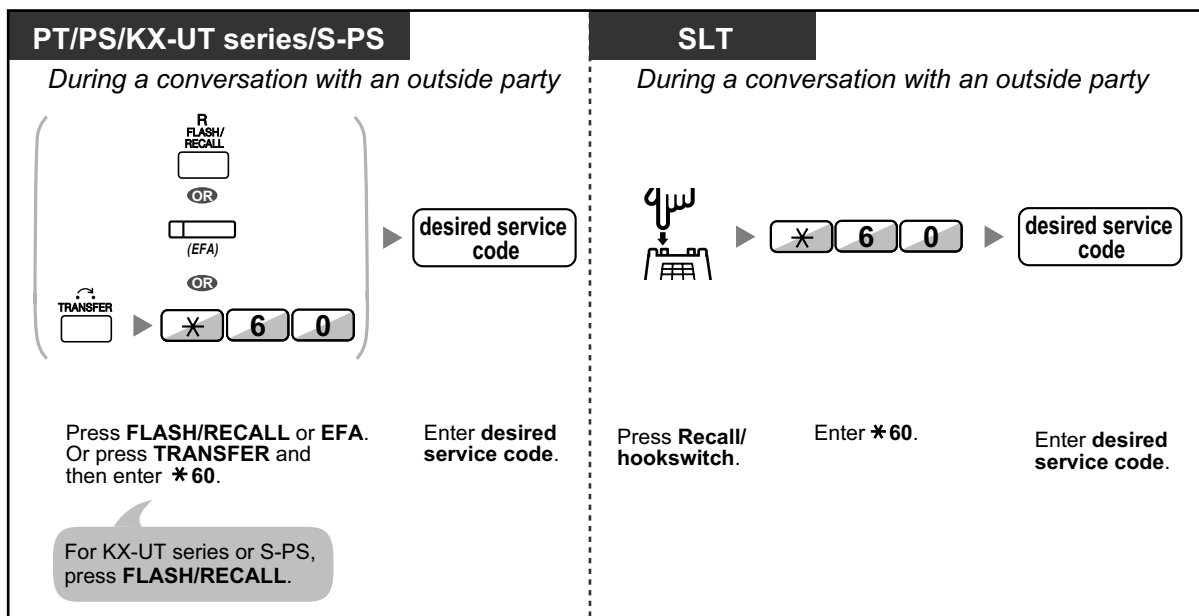 PT/PS/KX-UT series/S-PS
During a conversation with an outside party
R
FLASH/
RECALL
OR
(EFA)
OR
TRANSFER
* 6 0
desired service
code
Press FLASH/RECALL or EFA.
Or press TRANSFER and
then enter *60.
Enter desired
service code.
For KX-UT series or S-PS,
press FLASH/RECALL.
SLT
During a conversation with an outside party
* 6 0
desired service
code
Press Recall/
hookswitch.
Enter *60.
Enter desired
service code.